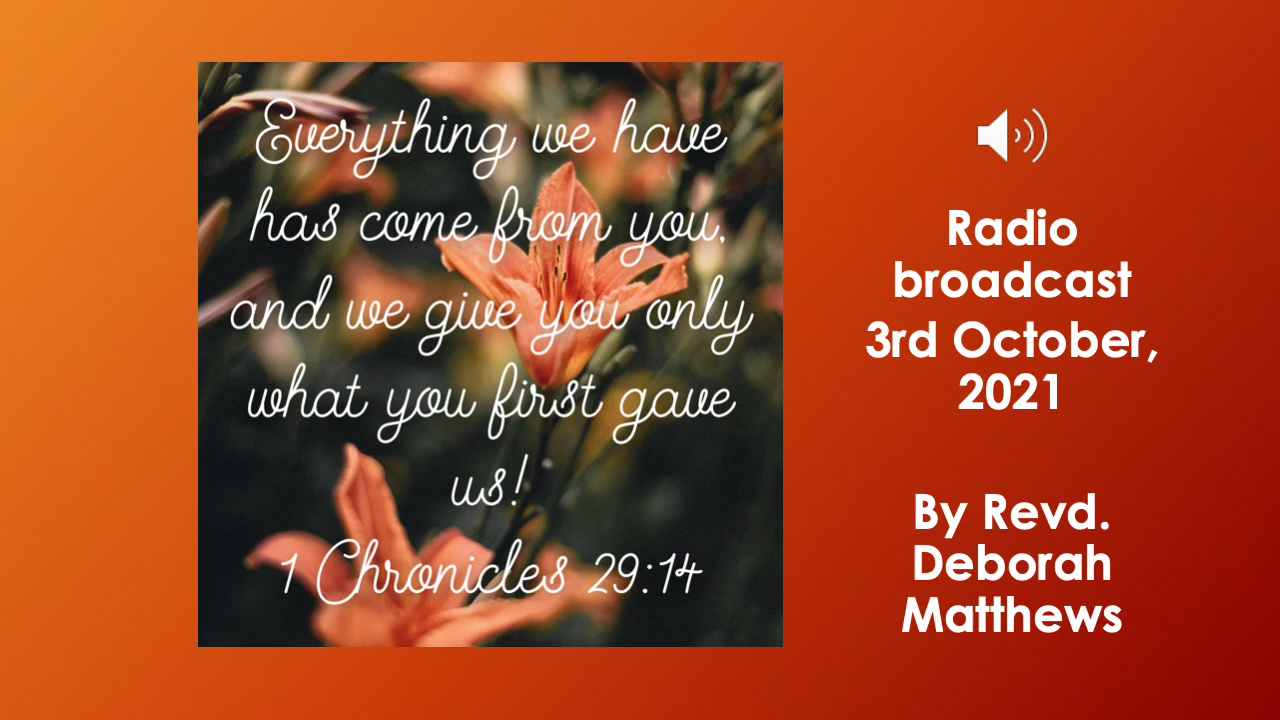 Everything we have
has come from you,
and we give you only
what you first gave
us!
1 Chronicles 29:14
Radio
broadcast
3rd October,
2021
By Revd.
Deborah
Matthews